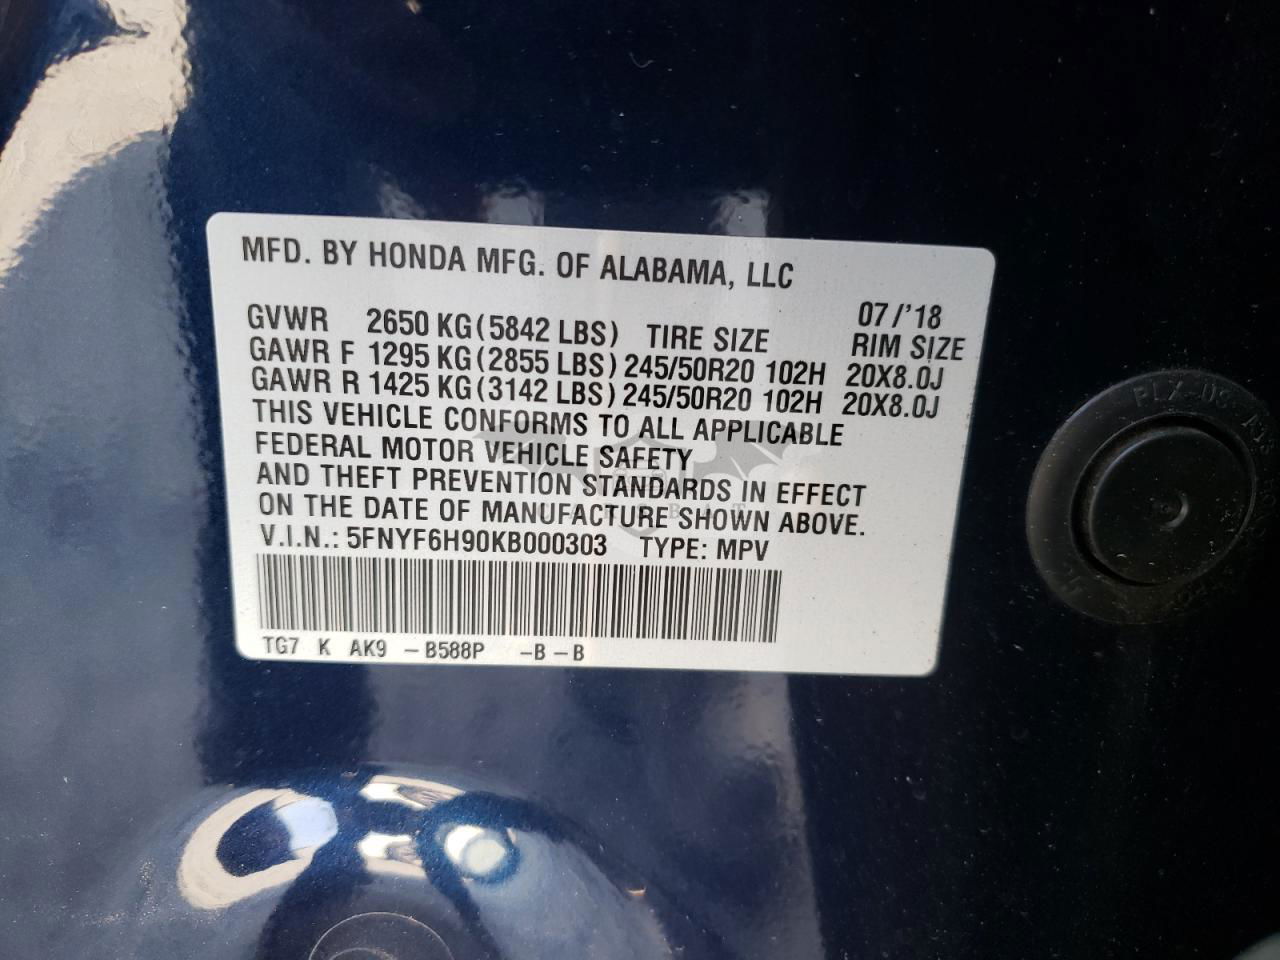 MFD. BY HONDA MFG. OF ALABAMA, LLC
07/'18
GVWR 2650 KG(5842 LBS) TIRE SIZE RIM SIZE
GAWR F 1295 KG(2855 LBS) 245/50R20 102H 20X8.0J
GAWR R 1425 KG(3142 LBS) 245/50R20 102H 20X8.0J
THIS VEHICLE CONFORMS TO ALL APPLICABLE
FEDERAL MOTOR VEHICLE SAFETY
AND THEFT PREVENTION STANDARDS IN EFFECT
ON THE DATE OF MANUFACTURE SHOWN ABOVE.
V.I.N.: 5FNYF6H90KB000303 TYPE: MPV
TG7 K AK9 -B588P -B -B